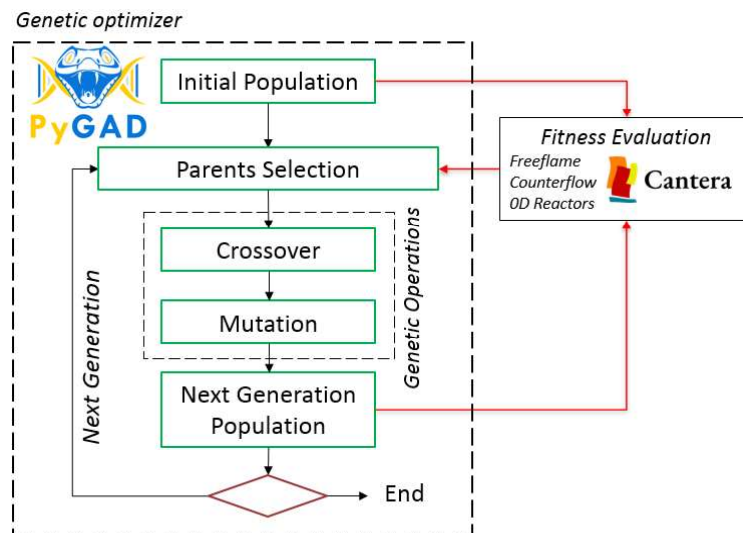 Genetic optimizer
PyGAD
Initial Population
Parents Selection
Crossover
Mutation
Genetic Operations
Next Generation
Population
Next Generation
End
Fitness Evaluation
Freeflame
Counterflow
0D Reactors
Cantera